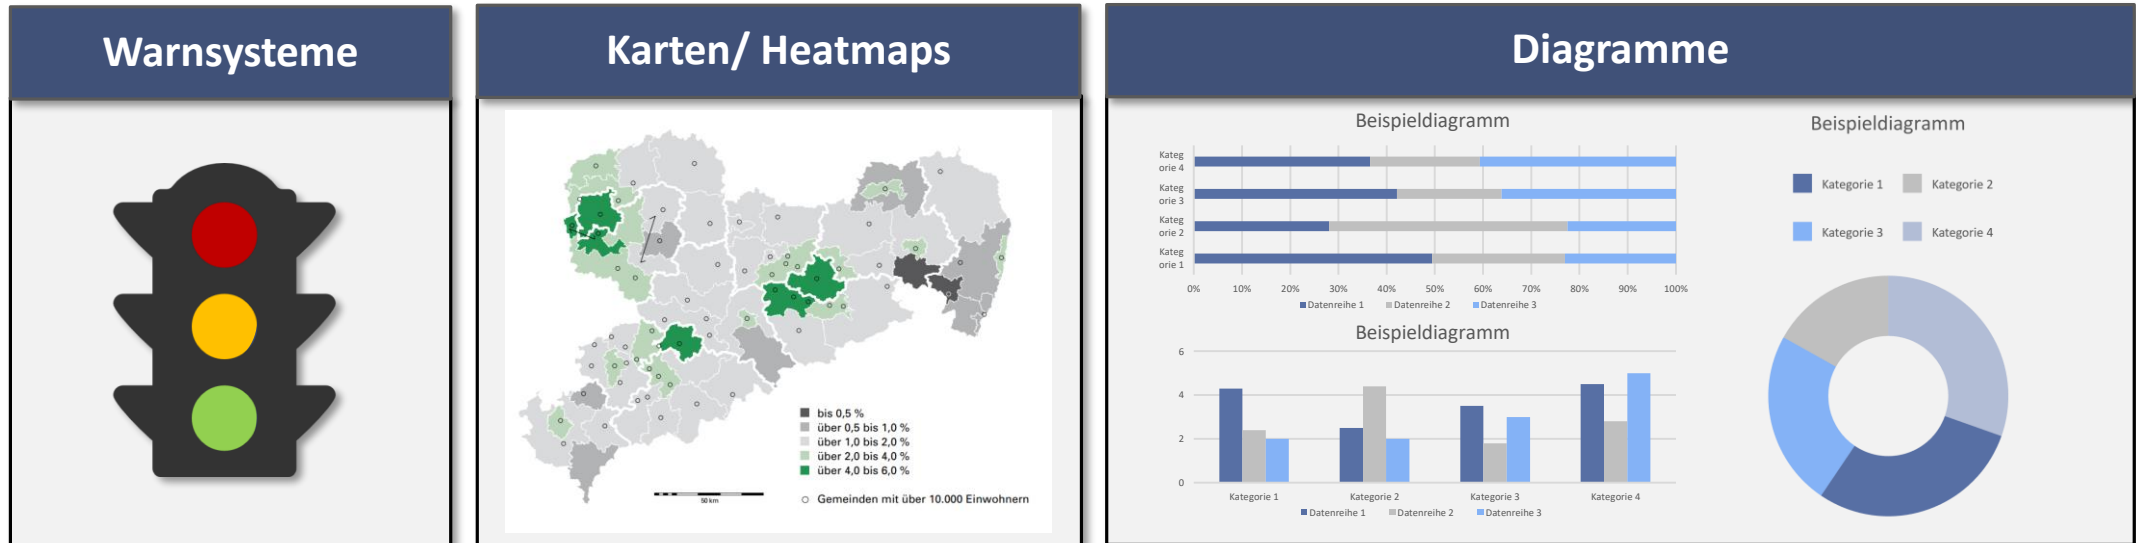 Warnsysteme
Karten/ Heatmaps
bis 0,5 %
über 0,5 bis 1,0 %
über 1,0 bis 2,0 %
über 2,0 bis 4,0 %
über 4,0 bis 6,0 %
50 km
Gemeinden mit über 10.000 Einwohnern
Diagramme
Beispieldiagramm
Kateg
orie 4
Kateg
orie 3
Kateg
orie 2
Kateg
orie 1
0% 10% 20% 30% 40% 50% 60% 70% 80% 90% 100%
Datenreihe 1 Datenreihe 2 Datenreihe 3
Beispieldiagramm
6
4
2
0
Kategorie 1 Kategorie 2 Kategorie 3 Kategorie 4
Datenreihe 1 Datenreihe 2 Datenreihe 3
Beispieldiagramm
Kategorie 1 Kategorie 2
Kategorie 3 Kategorie 4